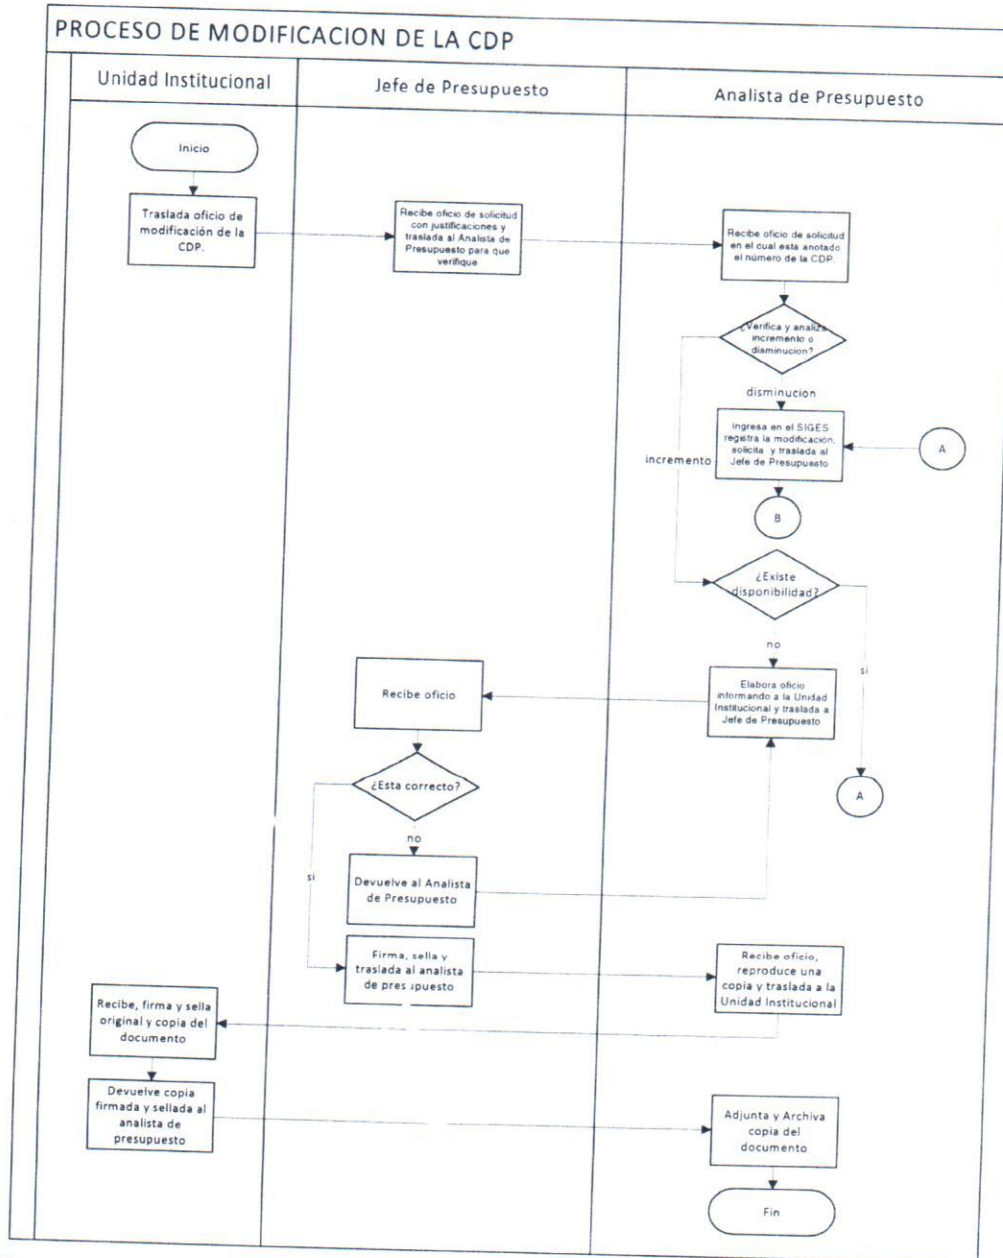 PROCESO DE MODIFICACION DE LA CDP
Unidad Institucional
Jefe de Presupuesto
Analista de Presupuesto
Inicio
Traslada oficio de
modificación de la
CDP.
Recibe oficio de solicitud
con justificaciones y
traslada al Analista de
Presupuesto para que
verifique
Recibe oficio de solicitud
en el cual esta anotado
el número de la CDP.
¿Verifica y analiza
incremento o
disminucion?
disminucion
Ingresa en el SIGES
registra la modificacion,
solicita y traslada al
Jefe de Presupuesto
A
incremento
B
¿Existe
disponibilidad?
no
si
Elabora oficio
informando a la Unidad
Institucional y traslada a
Jefe de Presupuesto
Recibe oficio
¿Esta correcto?
A
no
si
Devuelve al Analista
de Presupuesto
Firma, sella y
traslada al analista
de presupuesto
Recibe oficio,
reproduce una
copia y traslada a la
Unidad Institucional
Recibe, firma y sella
original y copia del
documento
Devuelve copia
firmada y sellada al
analista de
presupuesto
Adjunta y Archiva
copia del
documento
Fin